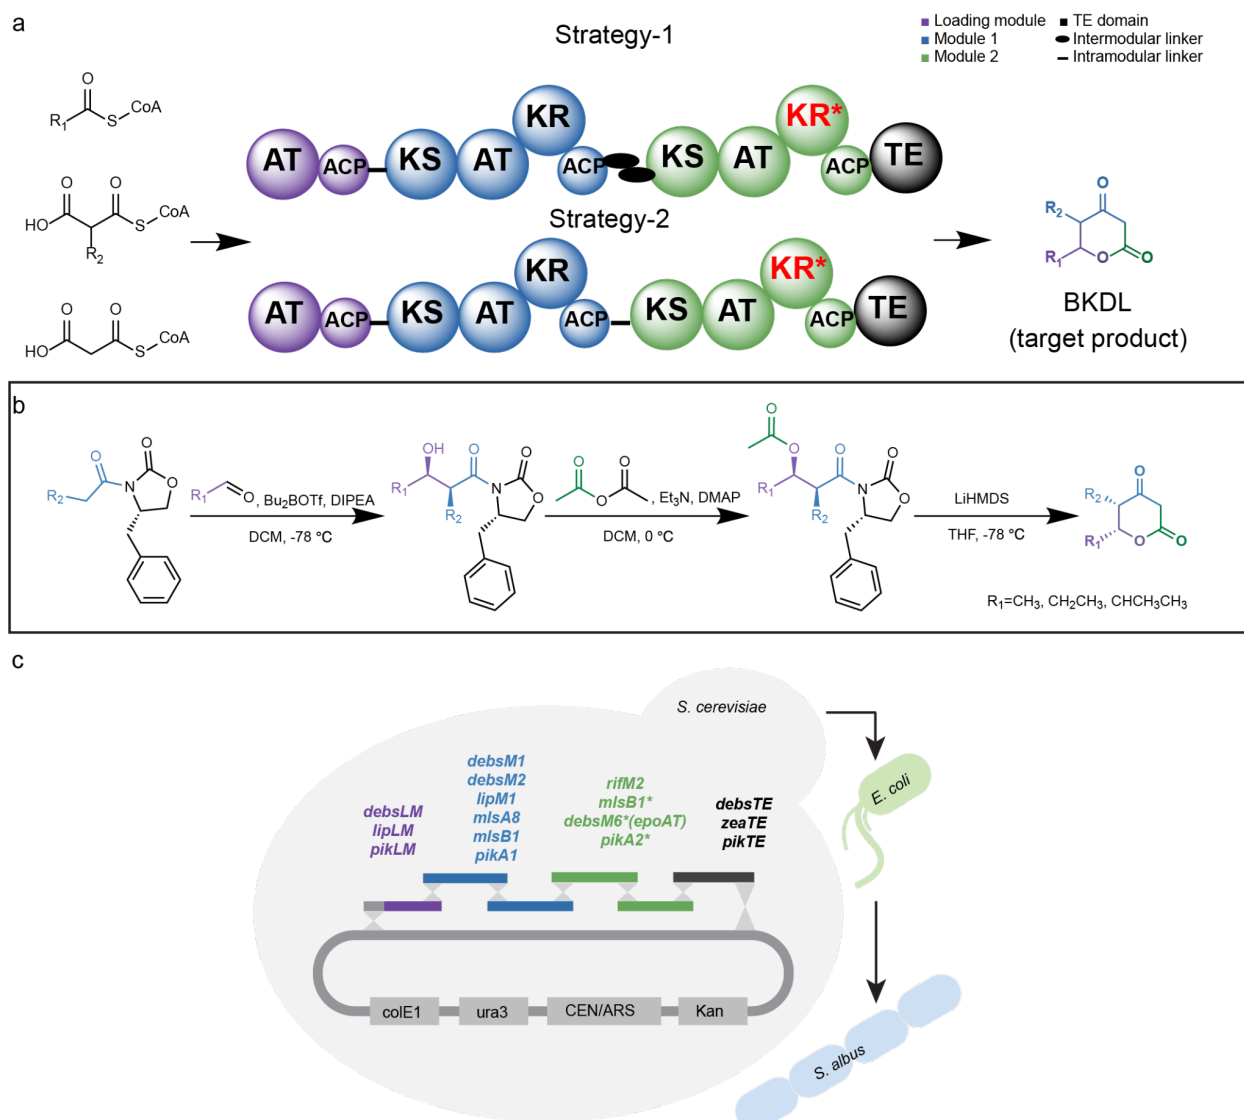 a
Strategy-1
Loading module
Module 1
Module 2
TE domain
Intermodular linker
Intramodular linker
O
R1 S CoA
AT ACP KS AT KR ACP KS AT KR* ACP TE
O O
HO S CoA
R2
Strategy-2
O O
HO S CoA
AT ACP KS AT KR ACP KS AT KR* ACP TE
O
R2
R1 O O
BKDL
(target product)
b
O O
R2 N O
R1 O, Bu2BOTf, DIPEA
DCM, -78 °C
OH O O
R1 N O
R2
O O
O, Et3N, DMAP
DCM, 0 °C
O
O O O
R1 N O
R2
LiHMDS
THF, -78 °C
O
R2
R1 O O
R1=CH3, CH2CH3, CHCH3CH3
c
S. cerevisiae
debsLM
lipLM
pikLM
debsM1
debsM2
lipM1
mlsA8
mlsB1
pikA1
rifM2
mlsB1*
debsM6*(epoAT)
pikA2*
debsTE
zeaTE
pikTE
E. coli
colE1
ura3
CEN/ARS
Kan
S. albus